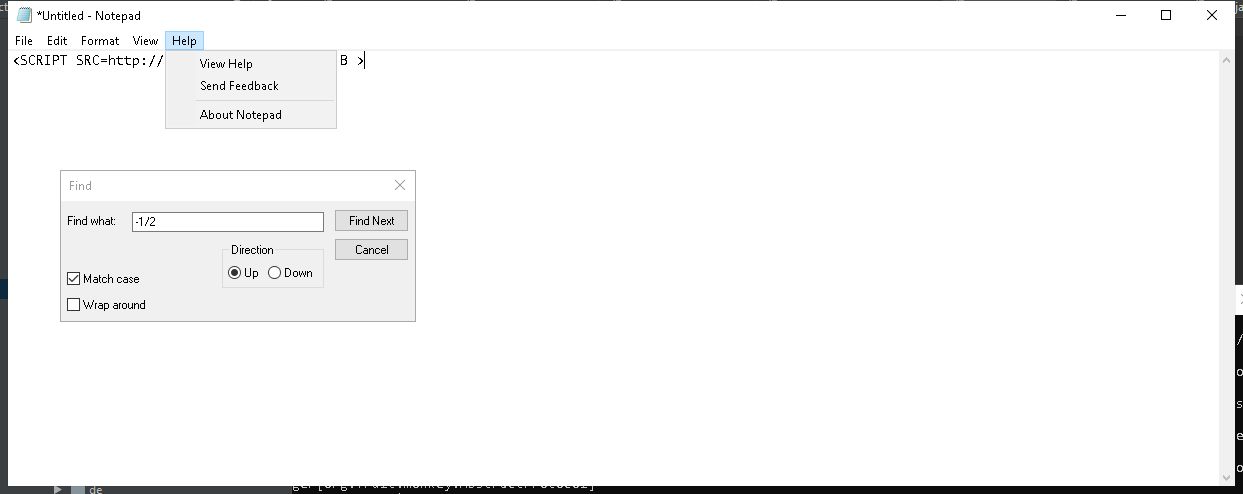 *Untitled - Notepad
File Edit Format View Help
<SCRIPT SRC=http:// B >
View Help
Send Feedback
About Notepad
Find
Find what: -1/2 Find Next
Direction Cancel
Up Down
Match case
Wrap around
de